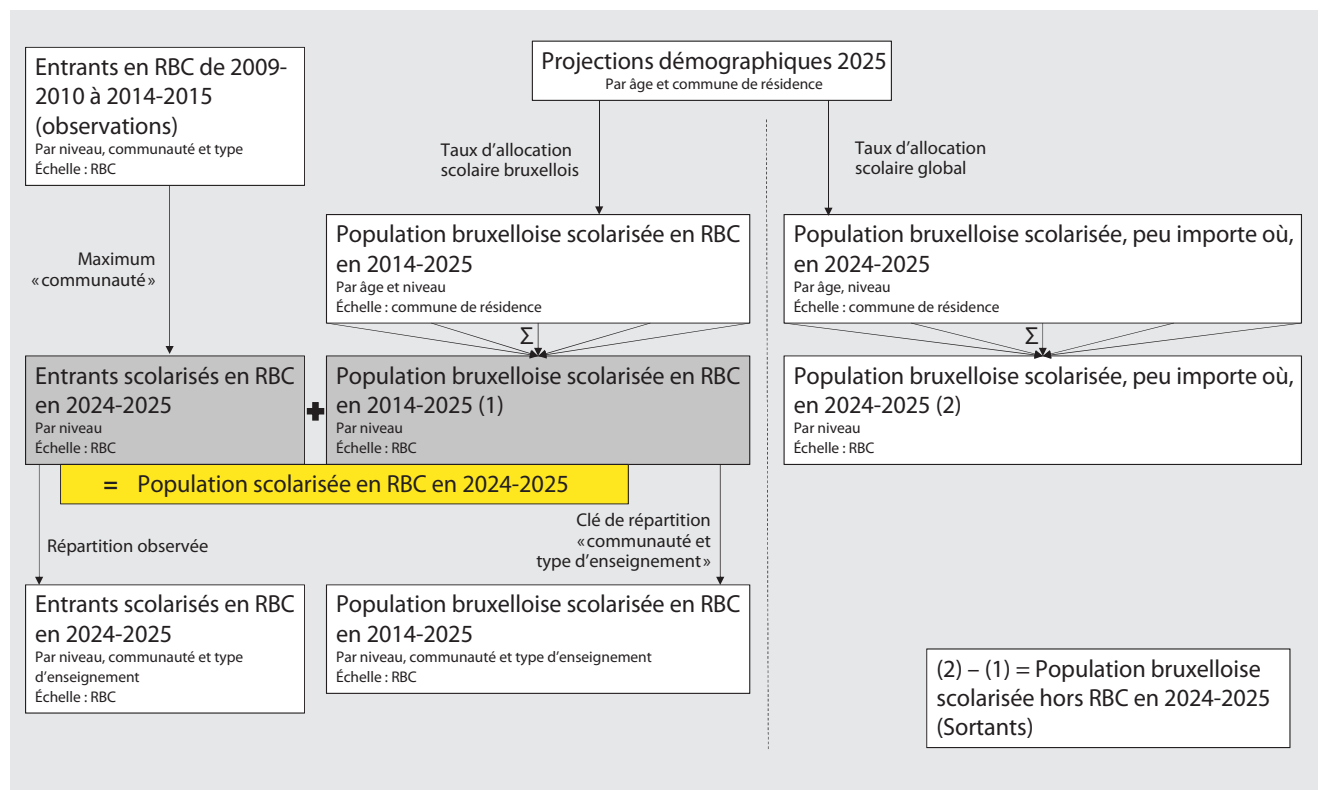 Entrants en RBC de 2009-
2010 à 2014-2015
(observations)
Par niveau, communauté et type
Échelle : RBC
Projections démographiques 2025
Par âge et commune de résidence
Taux d'allocation
scolaire bruxellois
Taux d'allocation
scolaire global
Maximum
«communauté»
Population bruxelloise scolarisée en RBC
en 2014-2025
Par âge et niveau
Échelle : commune de résidence
Σ
Population bruxelloise scolarisée, peu importe où,
en 2024-2025
Par âge, niveau
Échelle : commune de résidence
Σ
Entrants scolarisés en RBC
en 2024-2025
Par niveau
Échelle : RBC
+
Population bruxelloise scolarisée en RBC
en 2014-2025 (1)
Par niveau
Échelle : RBC
Population bruxelloise scolarisée, peu importe où,
en 2024-2025 (2)
Par niveau
Échelle : RBC
= Population scolarisée en RBC en 2024-2025
Répartition observée
Clé de répartition
«communauté et
type d'enseignement»
Entrants scolarisés en RBC
en 2024-2025
Par niveau, communauté et type
d'enseignement
Échelle : RBC
Population bruxelloise scolarisée en RBC
en 2014-2025
Par niveau, communauté et type d'enseignement
Échelle : RBC
(2) – (1) = Population bruxelloise
scolarisée hors RBC en 2024-2025
(Sortants)